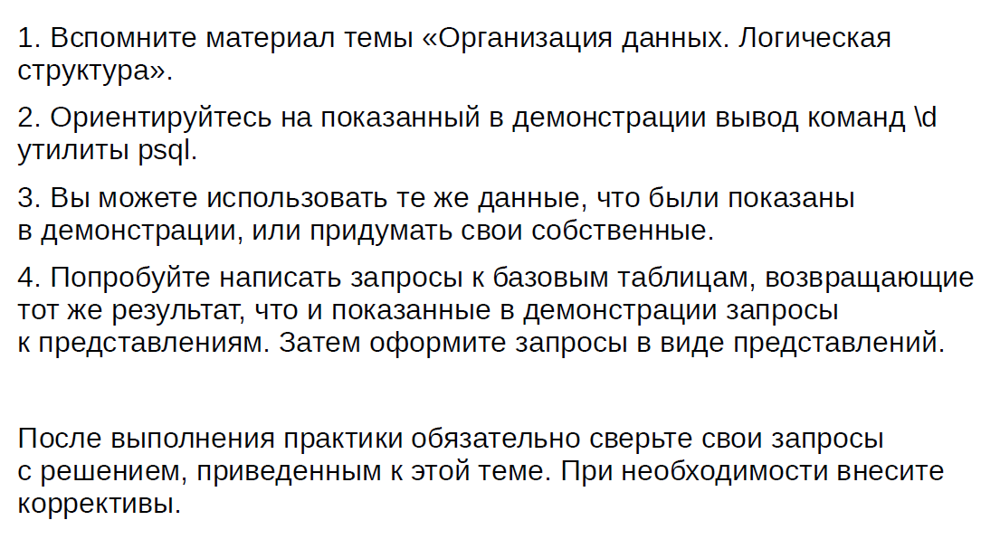 1. Вспомните материал темы «Организация данных. Логическая
структура».
2. Ориентируйтесь на показанный в демонстрации вывод команд \d
утилиты psql.
3. Вы можете использовать те же данные, что были показаны
в демонстрации, или придумать свои собственные.
4. Попробуйте написать запросы к базовым таблицам, возвращающие
тот же результат, что и показанные в демонстрации запросы
к представлениям. Затем оформите запросы в виде представлений.
После выполнения практики обязательно сверьте свои запросы
с решением, приведенным к этой теме. При необходимости внесите
коррективы.